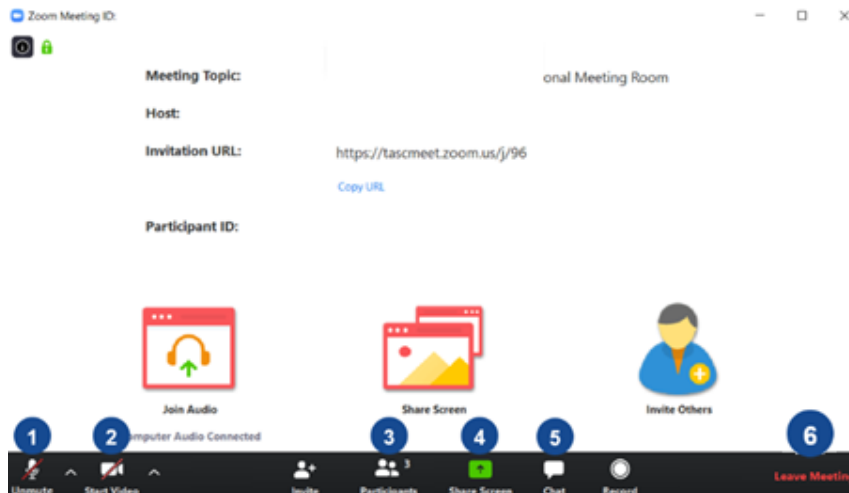 Zoom Meeting ID:
Meeting Topic: onal Meeting Room
Host:
Invitation URL: https://tascmeet.zoom.us/j/96
Copy URL
Participant ID:
Join Audio Share Screen Invite Others
omputer Audio Connected
1 2 3 4 5 6
3
Unmute Start Video Invite Participants Share Screen Chat Record Leave Meetin